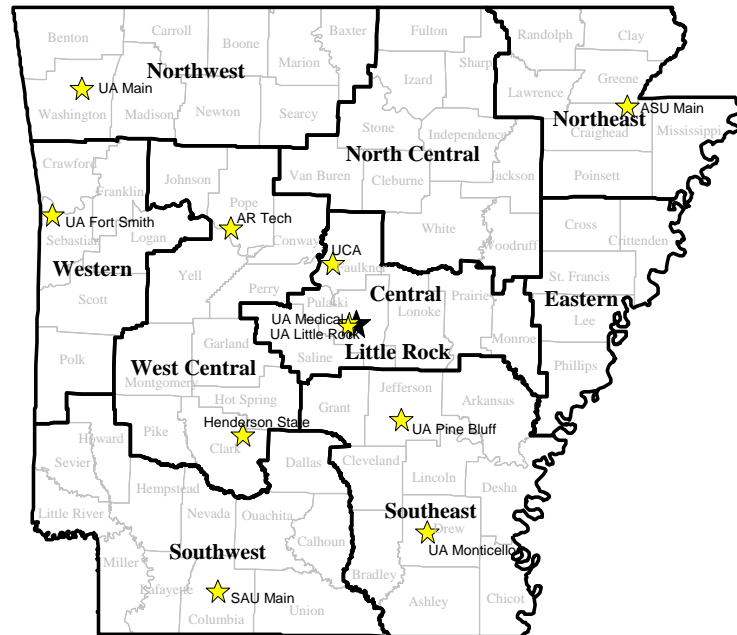 Carroll
Baxter
Fulton
Randolph
Clay
Benton
Boone
Marion
Sharp
Northwest
Izard
Greene
UA Main
Lawrence
ASU Main
Washington
Madison
Newton
Searcy
Stone
Independence
Northeast
Craighead
Mississippi
North Central
Crawford
Johnson
Van Buren
Cleburne
Jackson
Poinsett
Franklin
Pope
UA Fort Smith
AR Tech
White
Cross
Sebastian
Logan
Conway
UCA
Woodruff
Crittenden
Western
Yell
Faulkner
St. Francis
Scott
Perry
Pulaski
Central
Prairie
Eastern
UA Medical
Lonoke
Lee
UA Little Rock
Garland
Saline
Little Rock
Monroe
Polk
West Central
Phillips
Montgomery
Jefferson
Hot Spring
Grant
Arkansas
Henderson State
UA Pine Bluff
Howard
Pike
Clark
Cleveland
Sevier
Dallas
Lincoln
Hempstead
Desha
Little River
Nevada
Ouachita
Southeast
Drew
Calhoun
Southwest
UA Monticello
Miller
Bradley
Lafayette
SAU Main
Union
Ashley
Chicot
Columbia